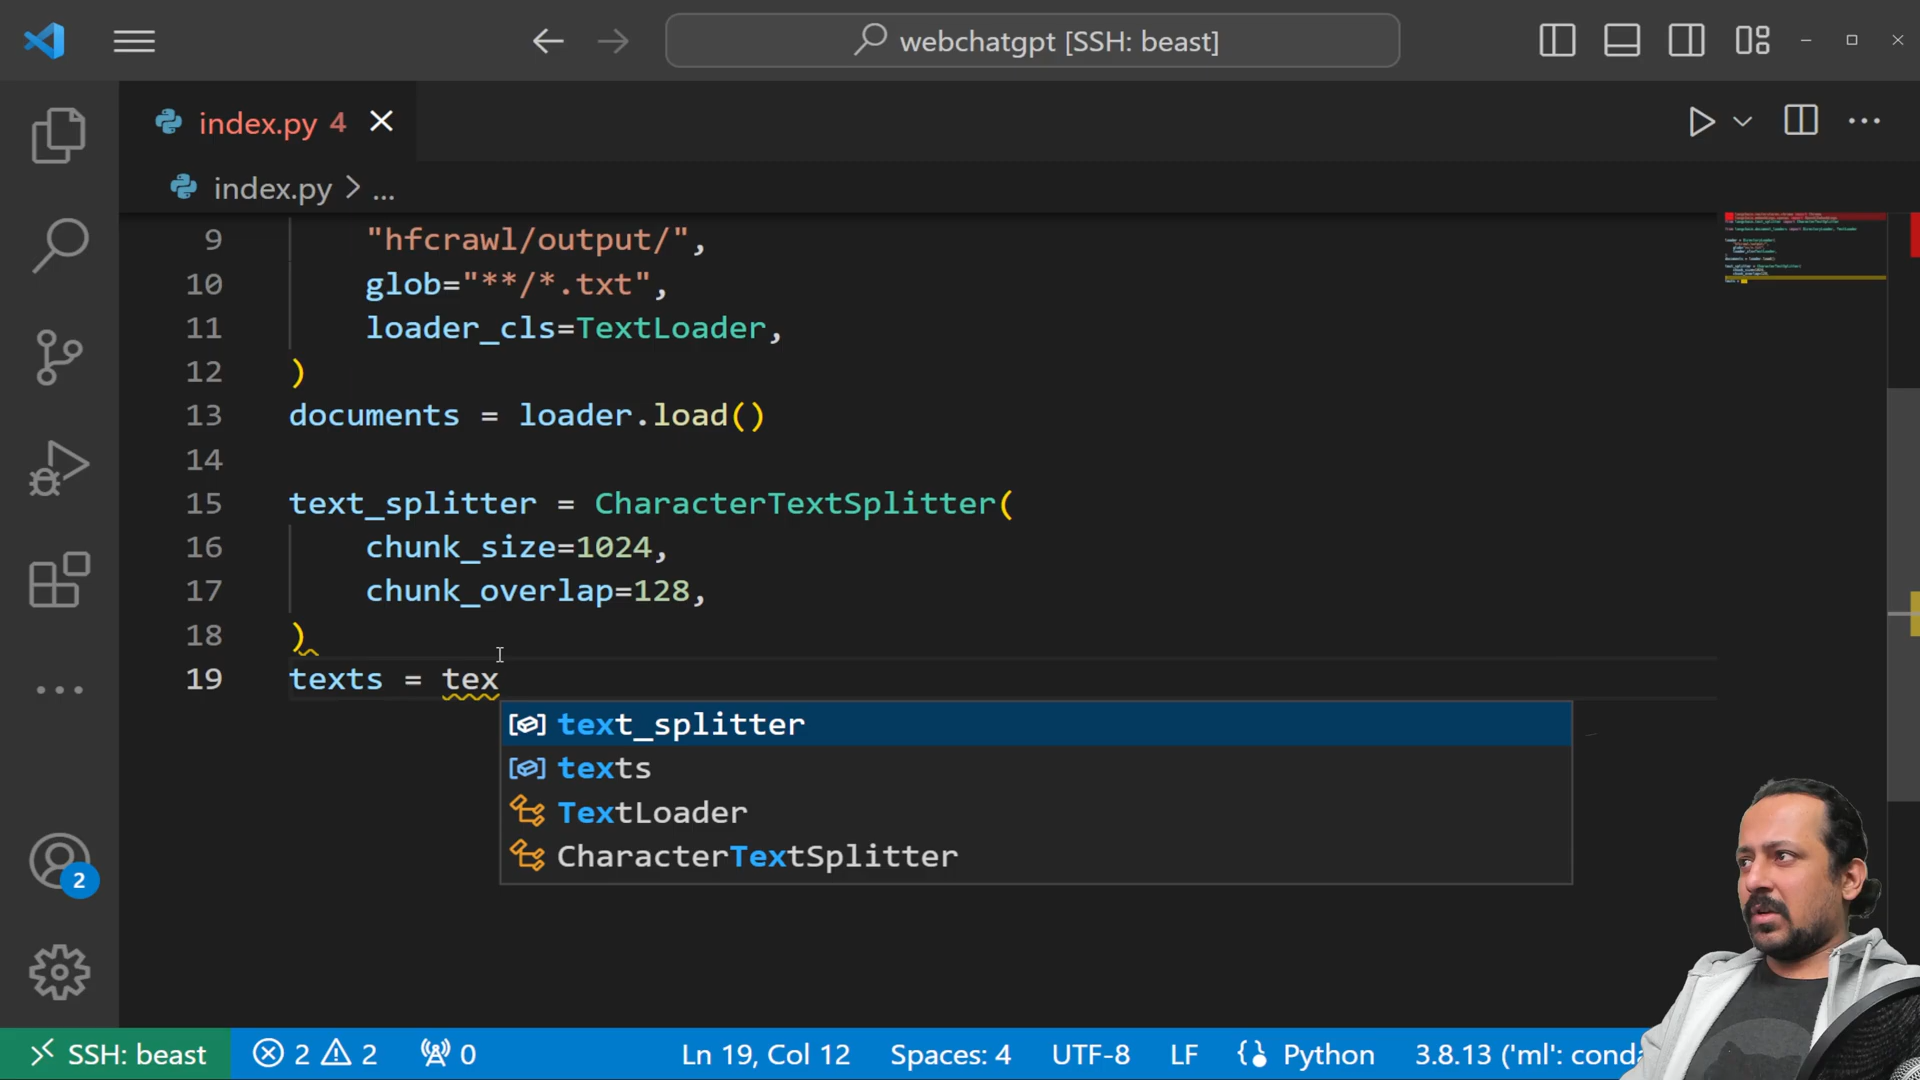 webchatgpt [SSH: beast]
index.py 4
index.py > ...
9 "hfcrawl/output/",
10 glob="**/*.txt",
11 loader_cls=TextLoader,
12 )
13 documents = loader.load()
14
15 text_splitter = CharacterTextSplitter(
16 chunk_size=1024,
17 chunk_overlap=128,
18 )
19 texts = tex
text_splitter
texts
TextLoader
CharacterTextSplitter
2
SSH: beast 2 2 0 Ln 19, Col 12 Spaces: 4 UTF-8 LF Python 3.8.13 ('ml': conda